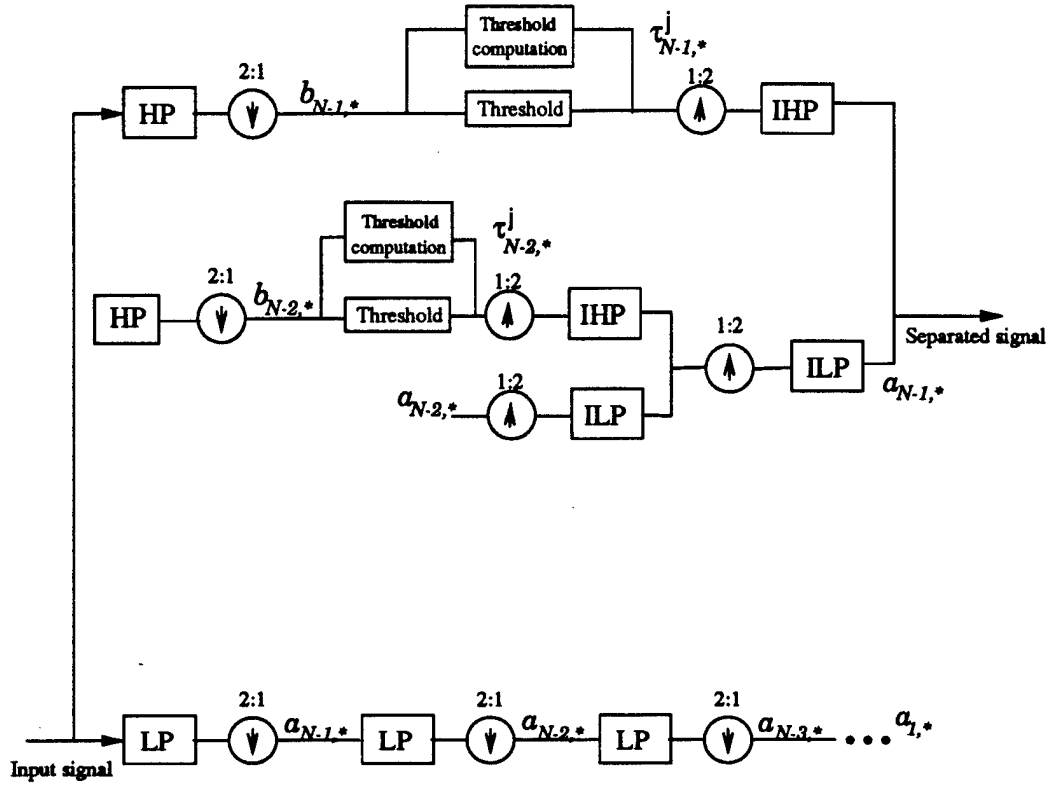 Threshold
computation
τ^j_{N-1,*}
2:1
1:2
HP
b_{N-1,*}
Threshold
IHP
Threshold
computation
τ^j_{N-2,*}
2:1
1:2
HP
b_{N-2,*}
Threshold
IHP
1:2
Separated signal
ILP
a_{N-1,*}
1:2
a_{N-2,*}
ILP
2:1
2:1
2:1
LP
a_{N-1,*}
LP
a_{N-2,*}
LP
a_{N-3,*}
•••
a_{1,*}
Input signal